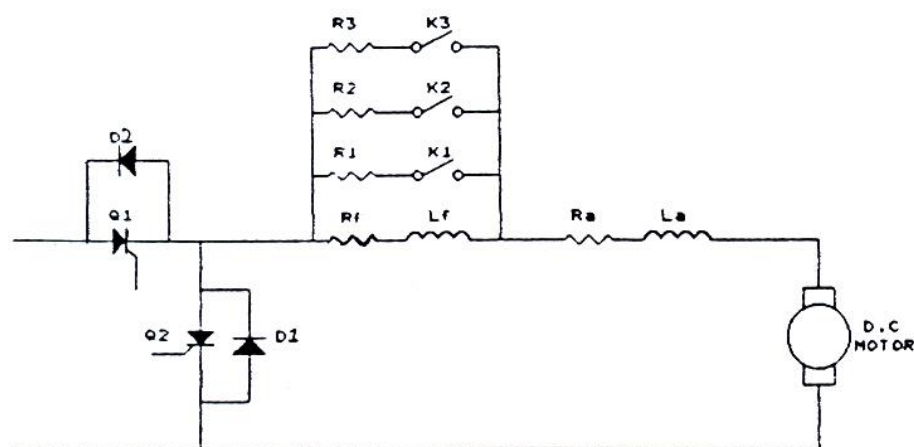 R3 K3
R2 K2
D2
R1 K1
Q1
Rf Lf Ra La
Q2 D1
D.C
MOTOR